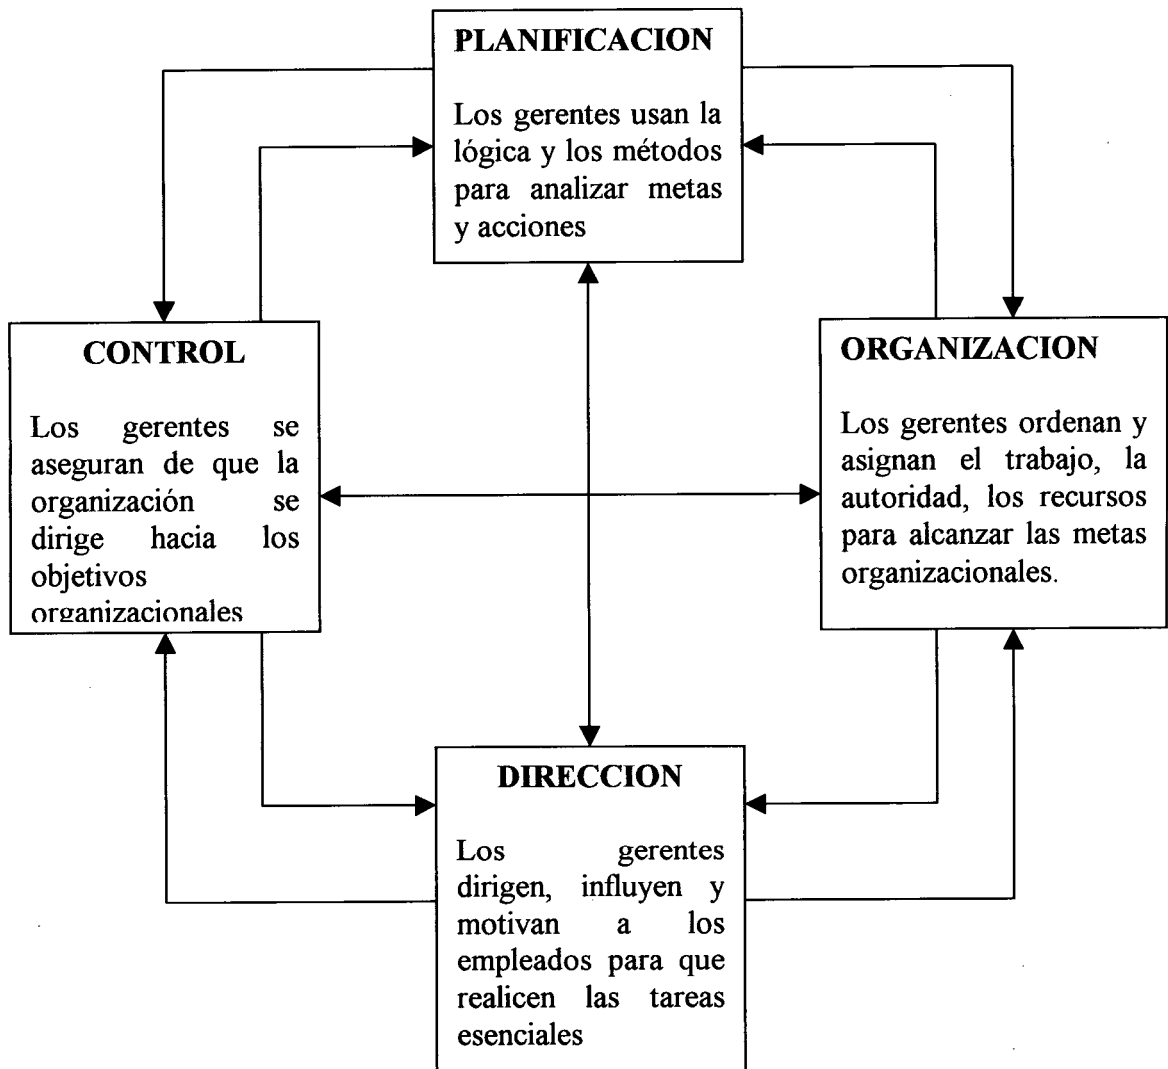 PLANIFICACION
Los gerentes usan la
lógica y los métodos
para analizar metas
y acciones
CONTROL
Los gerentes se
aseguran de que la
organización se
dirige hacia los
objetivos
organizacionales
ORGANIZACION
Los gerentes ordenan y
asignan el trabajo, la
autoridad, los recursos
para alcanzar las metas
organizacionales.
DIRECCION
Los gerentes
dirigen, influyen y
motivan a los
empleados para que
realicen las tareas
esenciales